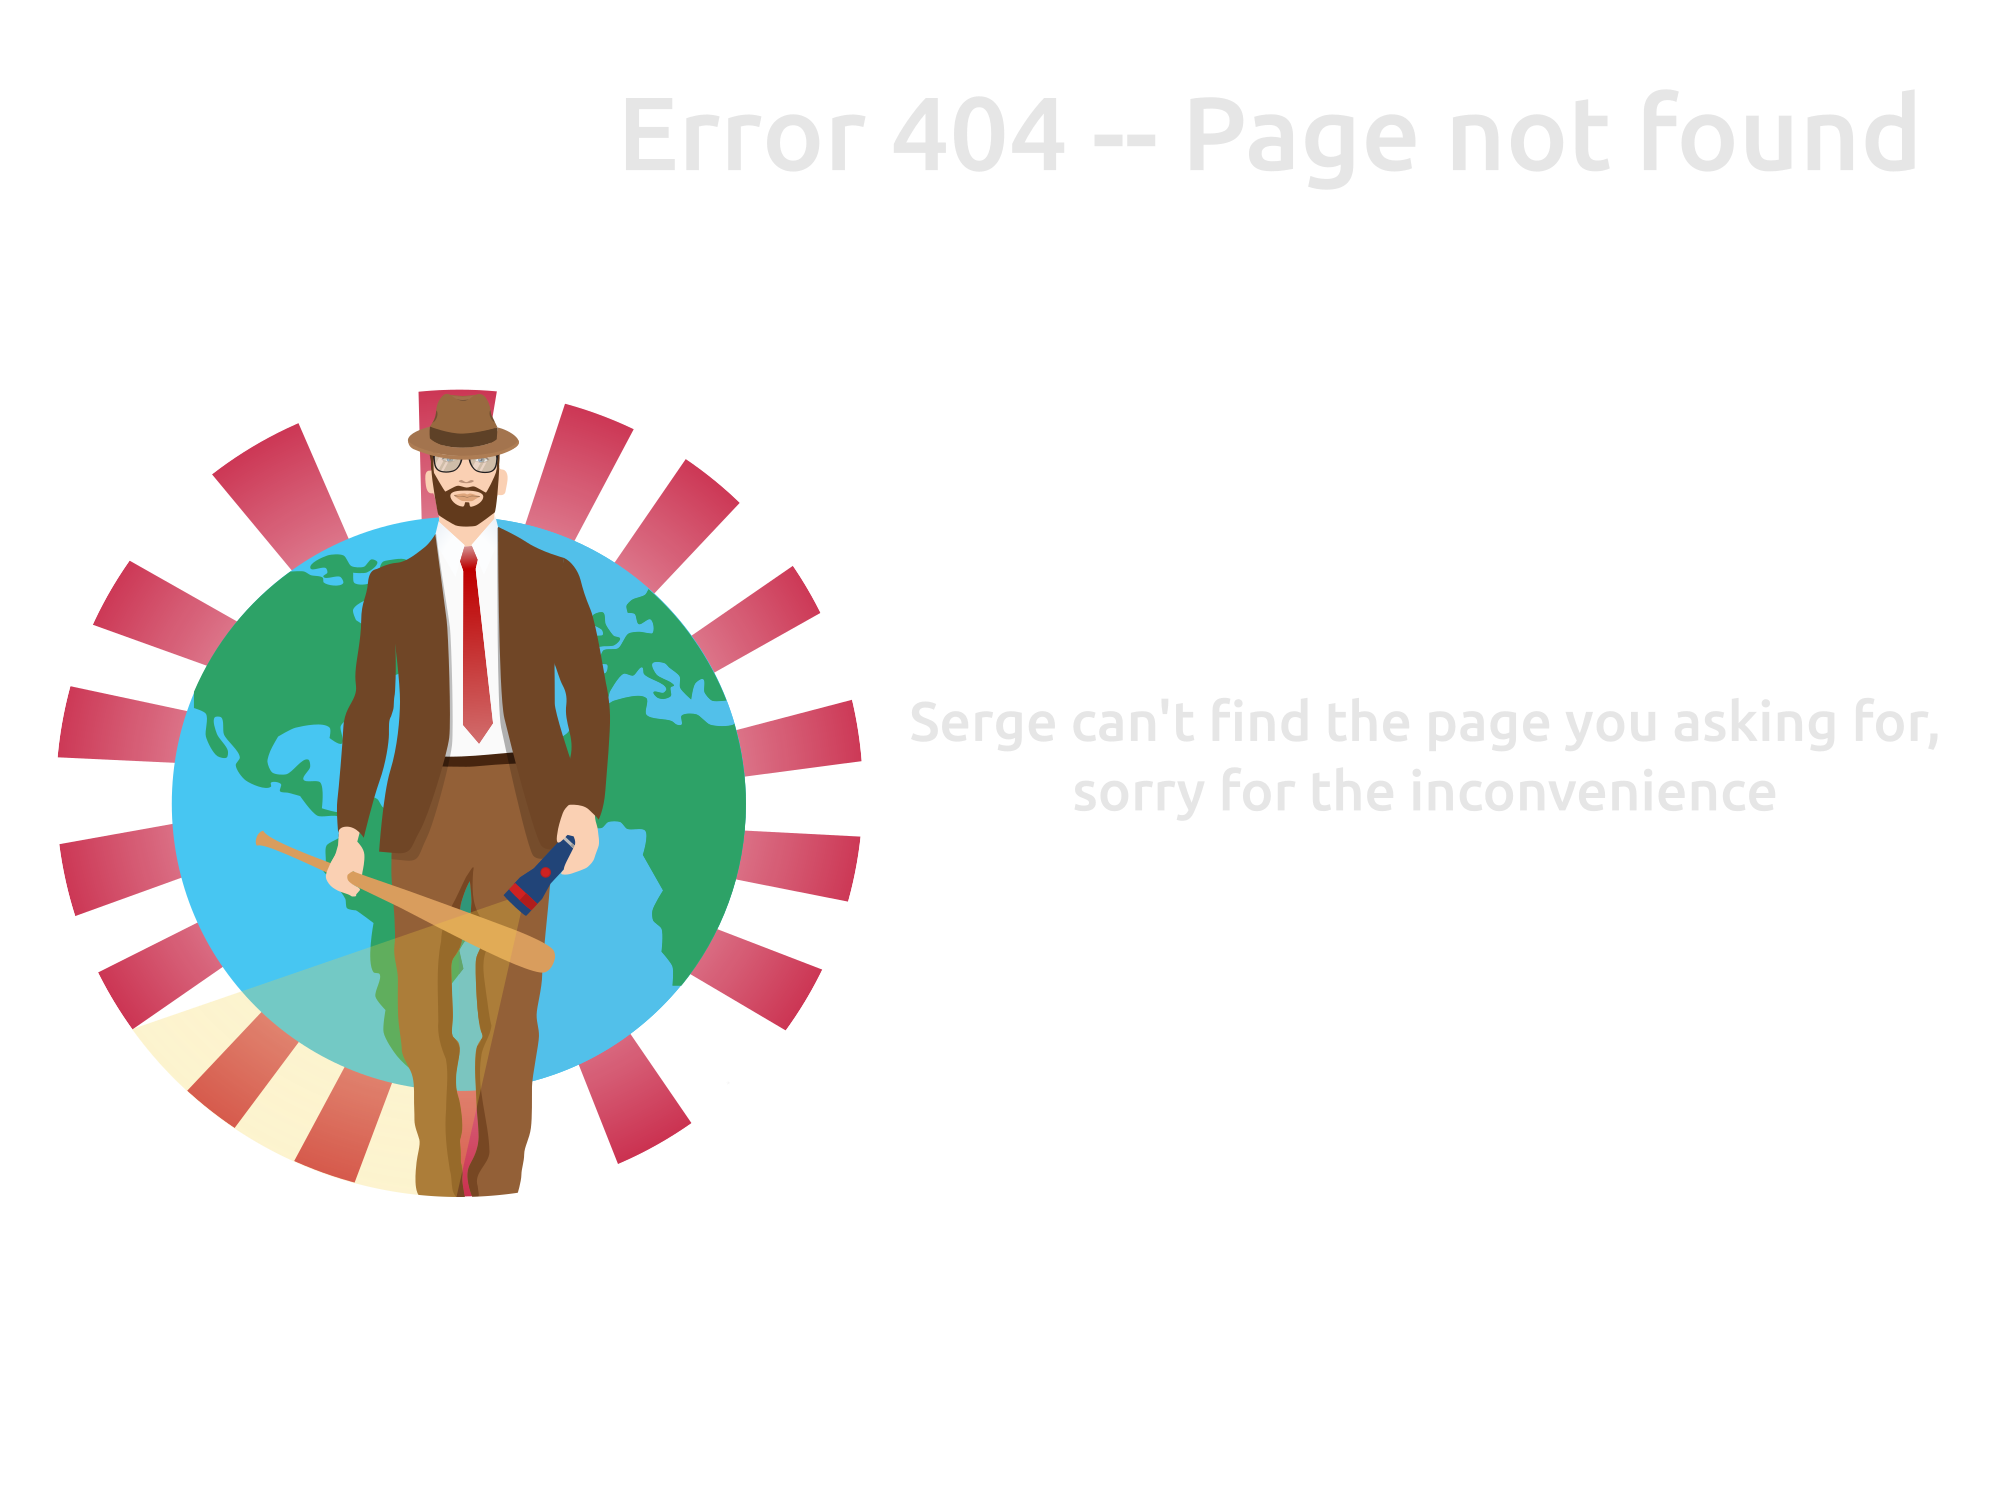 Error 404 -- Page not found
Serge can't find the page you asking for,
sorry for the inconvenience